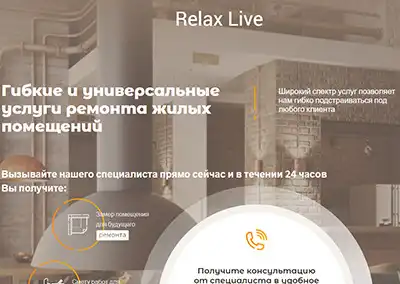 Relax Live
Гибкие и универсальные
услуги ремонта жилых
помещений
Широкий спектр услуг позволяет
нам гибко подстраиваться под
любого клиента
Вызывайте нашего специалиста прямо сейчас и в течении 24 часов
Вы получите:
Замер помещения
для будущего
ремонта
Смету работ для
Получите консультацию
от специалиста в удобное